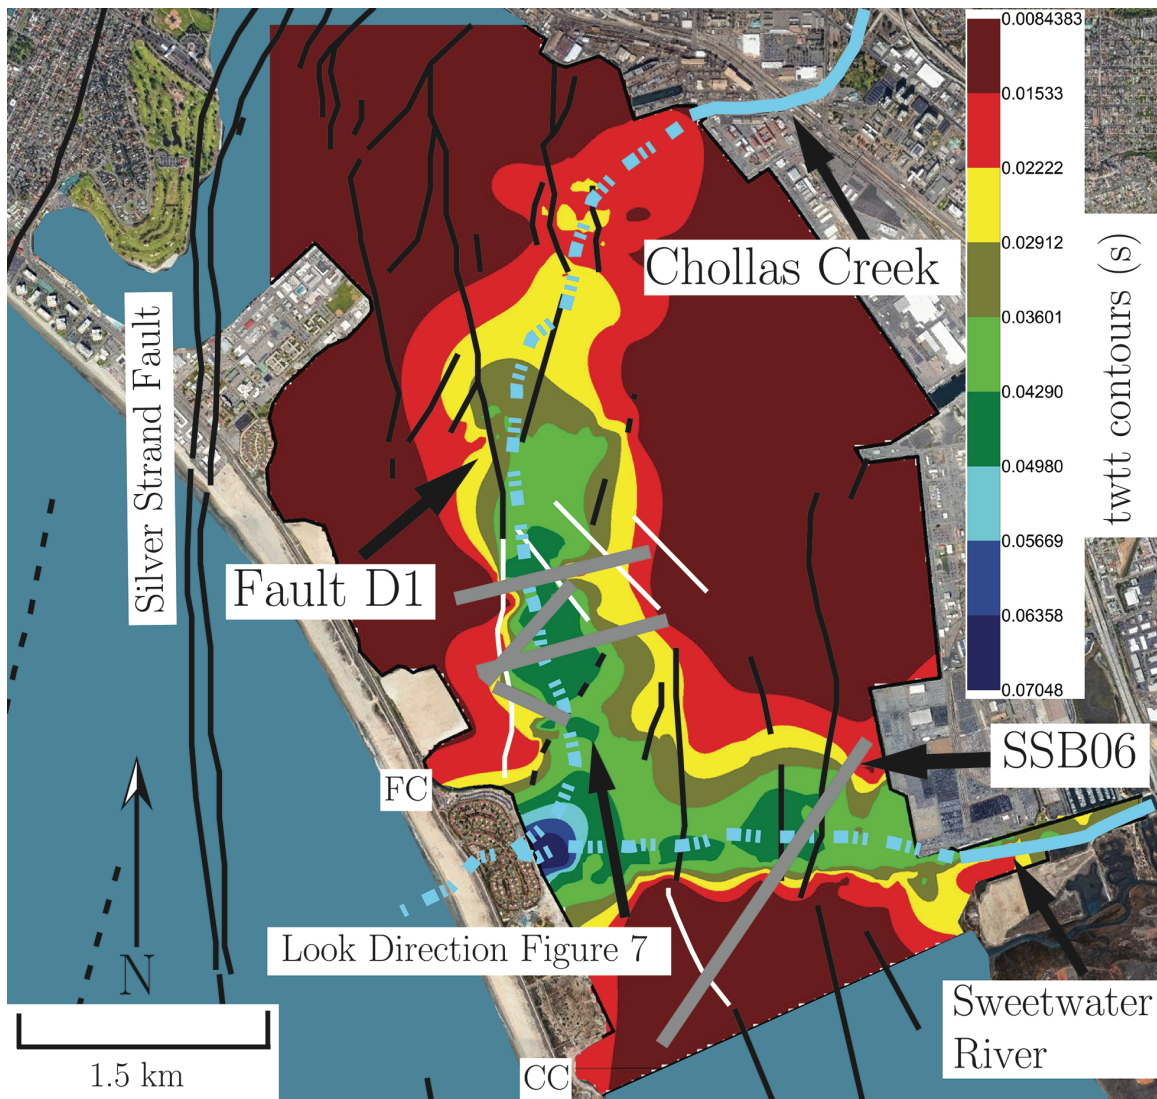 0.0084383
0.01533
0.02222
0.02912
0.03601
0.04290
0.04980
0.05669
0.06358
0.07048
twtt contours (s)
Chollas Creek
Silver Strand Fault
Fault D1
SSB06
FC
Look Direction Figure 7
N
Sweetwater
River
1.5 km
CC